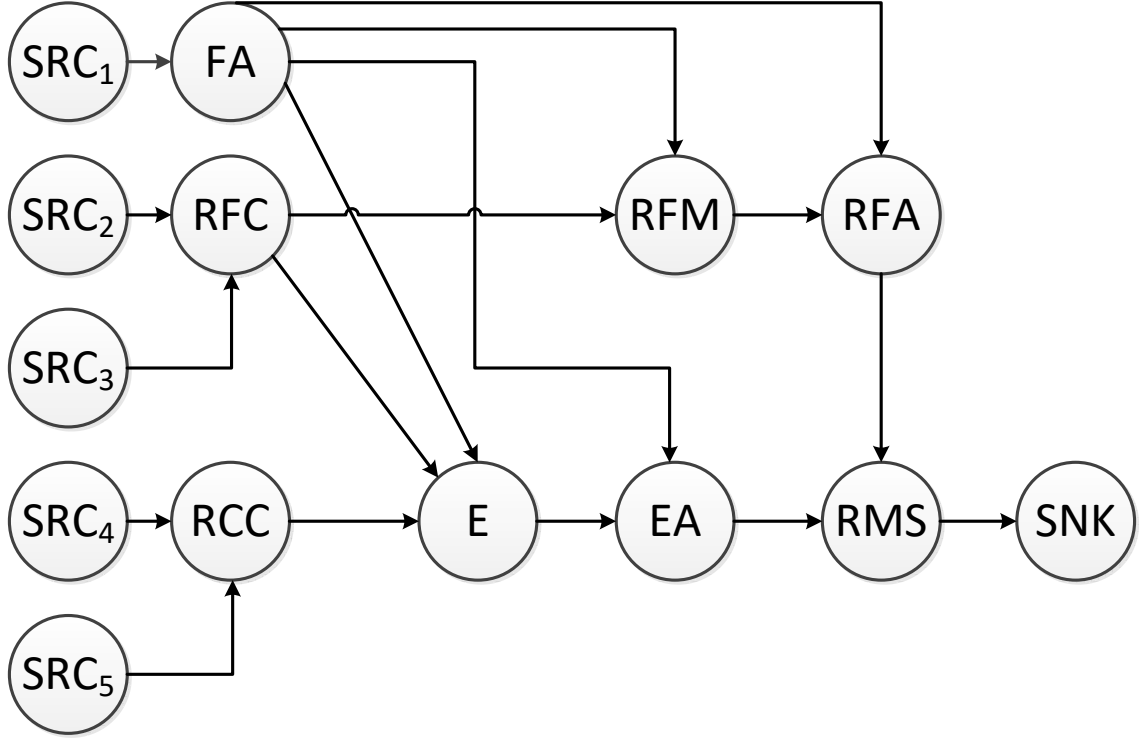 SRC₁
FA
SRC₂
RFC
RFM
RFA
SRC₃
SRC₄
RCC
E
EA
RMS
SNK
SRC₅